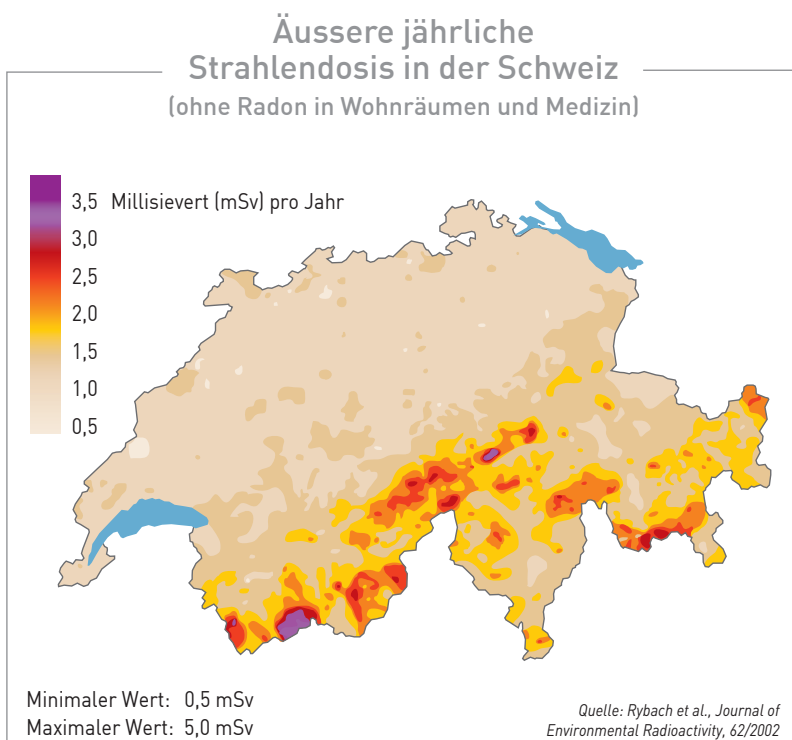 Äussere jährliche
Strahlendosis in der Schweiz
(ohne Radon in Wohnräumen und Medizin)
3,5 Millisievert (mSv) pro Jahr
3,0
2,5
2,0
1,5
1,0
0,5
Minimaler Wert: 0,5 mSv
Maximaler Wert: 5,0 mSv
Quelle: Rybach et al., Journal of
Environmental Radioactivity, 62/2002